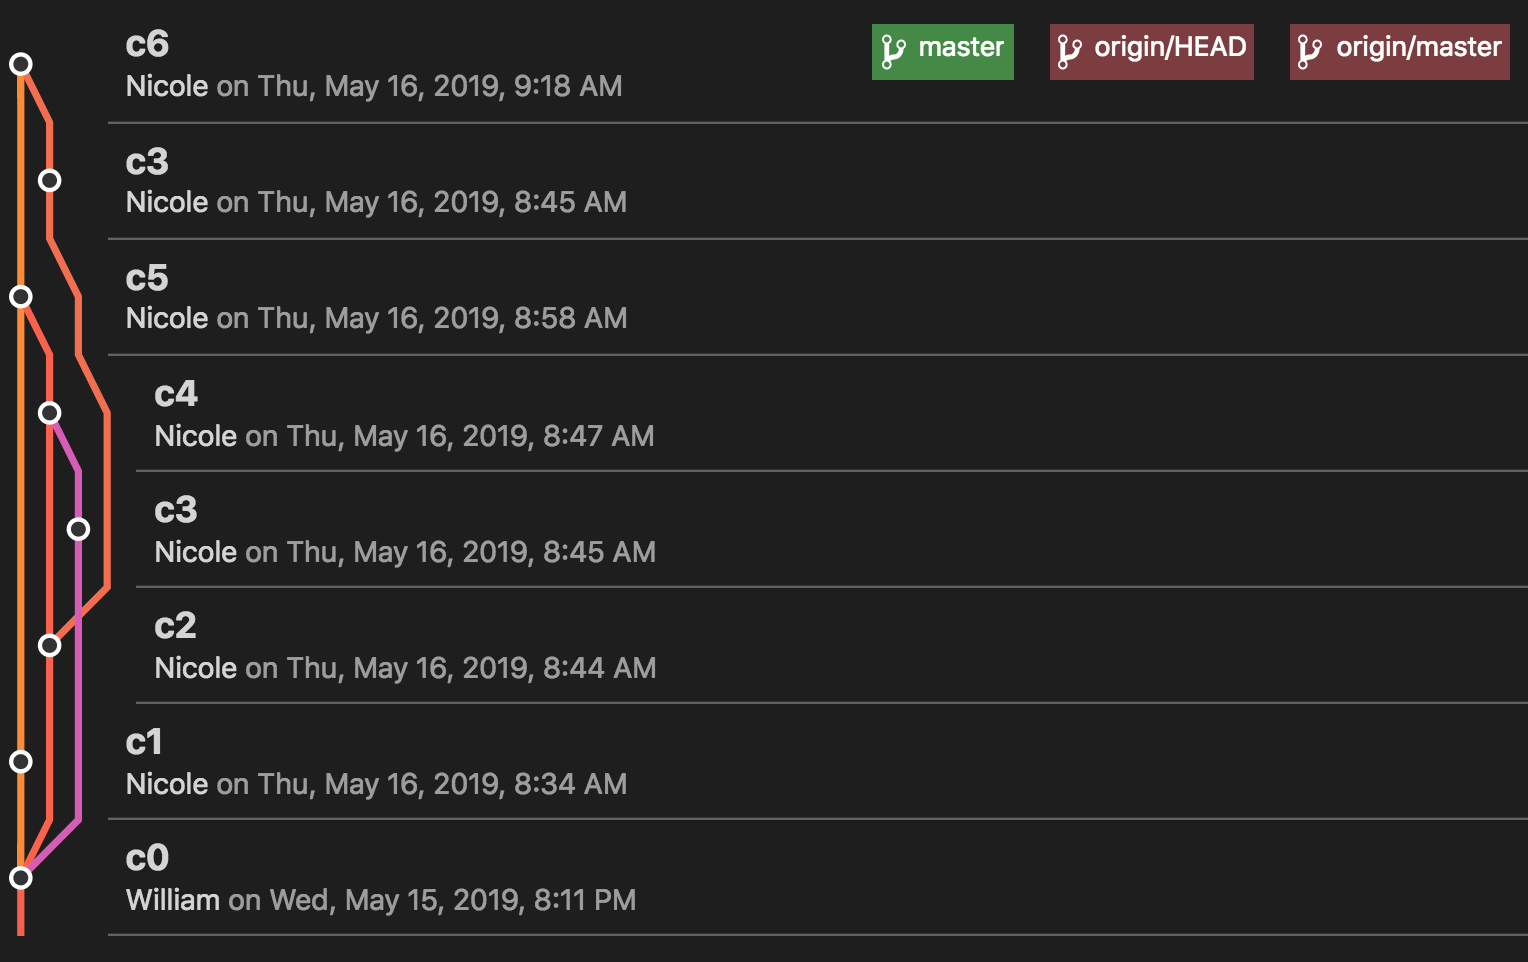 c6 master origin/HEAD origin/master
Nicole on Thu, May 16, 2019, 9:18 AM
c3
Nicole on Thu, May 16, 2019, 8:45 AM
c5
Nicole on Thu, May 16, 2019, 8:58 AM
c4
Nicole on Thu, May 16, 2019, 8:47 AM
c3
Nicole on Thu, May 16, 2019, 8:45 AM
c2
Nicole on Thu, May 16, 2019, 8:44 AM
c1
Nicole on Thu, May 16, 2019, 8:34 AM
c0
William on Wed, May 15, 2019, 8:11 PM